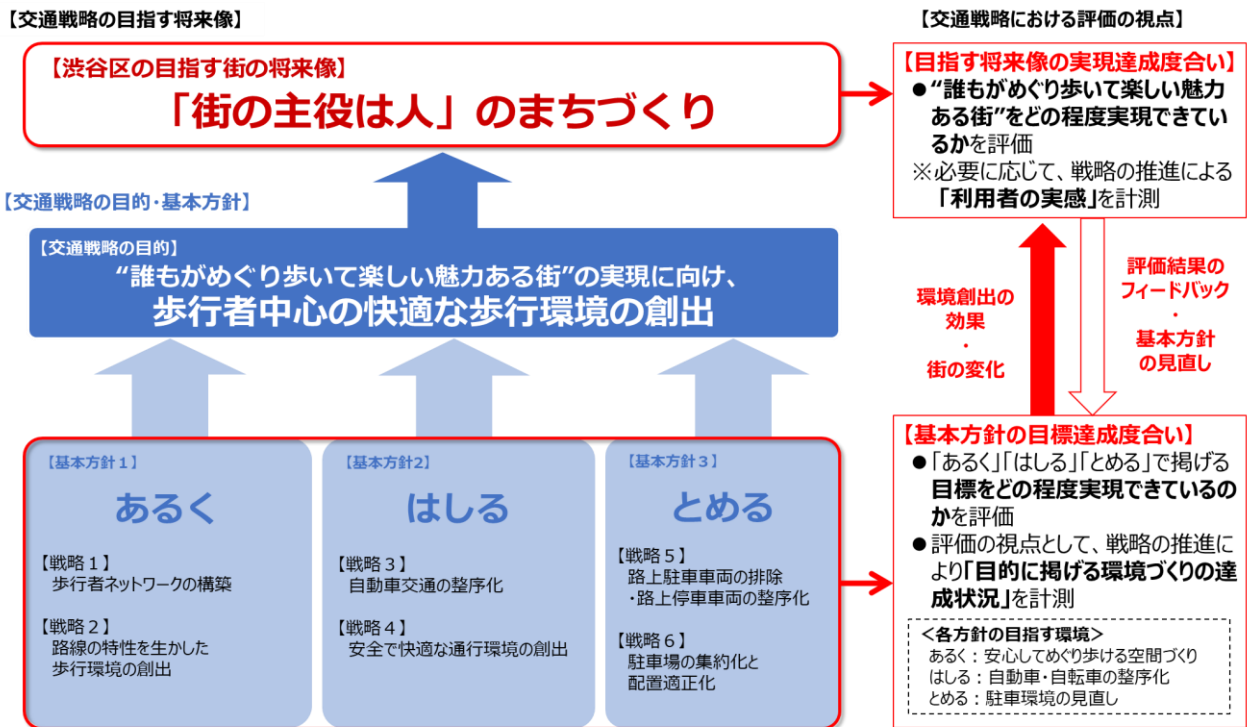 【交通戦略の目指す将来像】
【渋谷区の目指す街の将来像】
「街の主役は人」のまちづくり
【交通戦略の目的・基本方針】
【交通戦略の目的】
“誰もがめぐり歩いて楽しい魅力ある街”の実現に向け、
歩行者中心の快適な歩行環境の創出
【基本方針１】
あるく
【戦略１】
歩行者ネットワークの構築
【戦略２】
路線の特性を生かした
歩行環境の創出
【基本方針2】
はしる
【戦略３】
自動車交通の整序化
【戦略４】
安全で快適な通行環境の創出
【基本方針３】
とめる
【戦略５】
路上駐車車両の排除
・路上停車車両の整序化
【戦略６】
駐車場の集約化と
配置適正化
【交通戦略における評価の視点】
【目指す将来像の実現達成度合い】
●“誰もがめぐり歩いて楽しい魅力
ある街”をどの程度実現できてい
るかを評価
※必要に応じて、戦略の推進による
「利用者の実感」を計測
環境創出の
効果
・
街の変化
評価結果の
フィードバック
・
基本方針
の見直し
【基本方針の目標達成度合い】
●「あるく」「はしる」「とめる」で掲げる
目標をどの程度実現できているの
かを評価
●評価の視点として、戦略の推進に
より「目的に掲げる環境づくりの達
成状況」を計測
＜各方針の目指す環境＞
あるく：安心してめぐり歩ける空間づくり
はしる：自動車・自転車の整序化
とめる：駐車環境の見直し